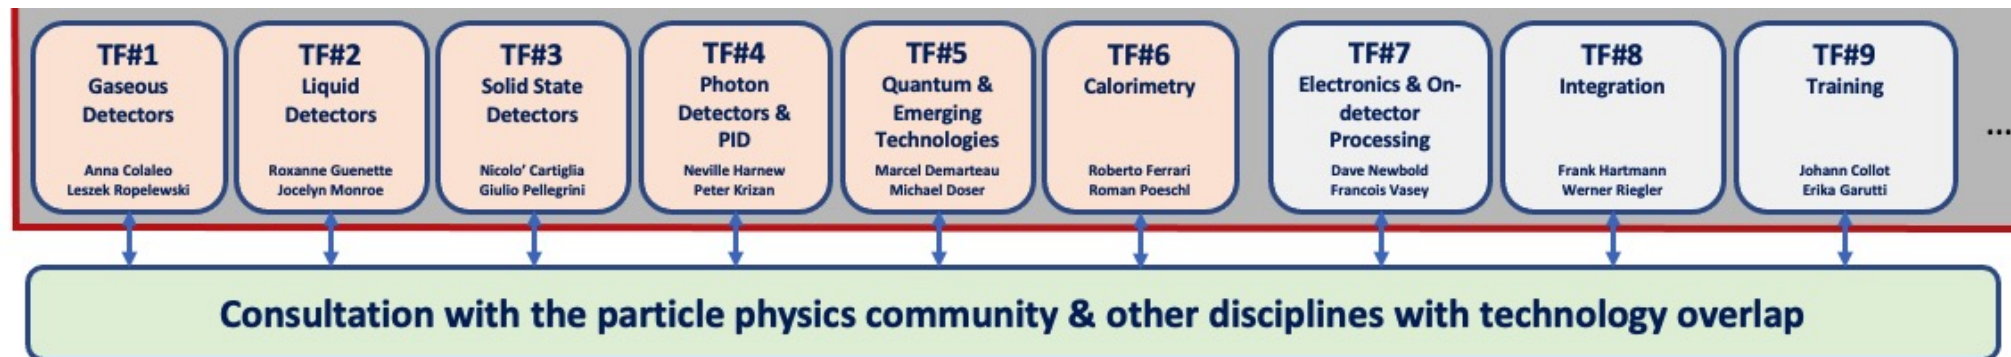 TF#1
Gaseous
Detectors
Anna Colaleo
Leszek Ropelewski
TF#2
Liquid
Detectors
Roxanne Guenette
Jocelyn Monroe
TF#3
Solid State
Detectors
Nicolo' Cartiglia
Giulio Pellegrini
TF#4
Photon
Detectors &
PID
Neville Harnew
Peter Krizan
TF#5
Quantum &
Emerging
Technologies
Marcel Demarteau
Michael Doser
TF#6
Calorimetry
Roberto Ferrari
Roman Poeschl
TF#7
Electronics & On-
detector
Processing
Dave Newbold
Francois Vasey
TF#8
Integration
Frank Hartmann
Werner Riegler
TF#9
Training
Johann Collot
Erika Garutti
...
Consultation with the particle physics community & other disciplines with technology overlap